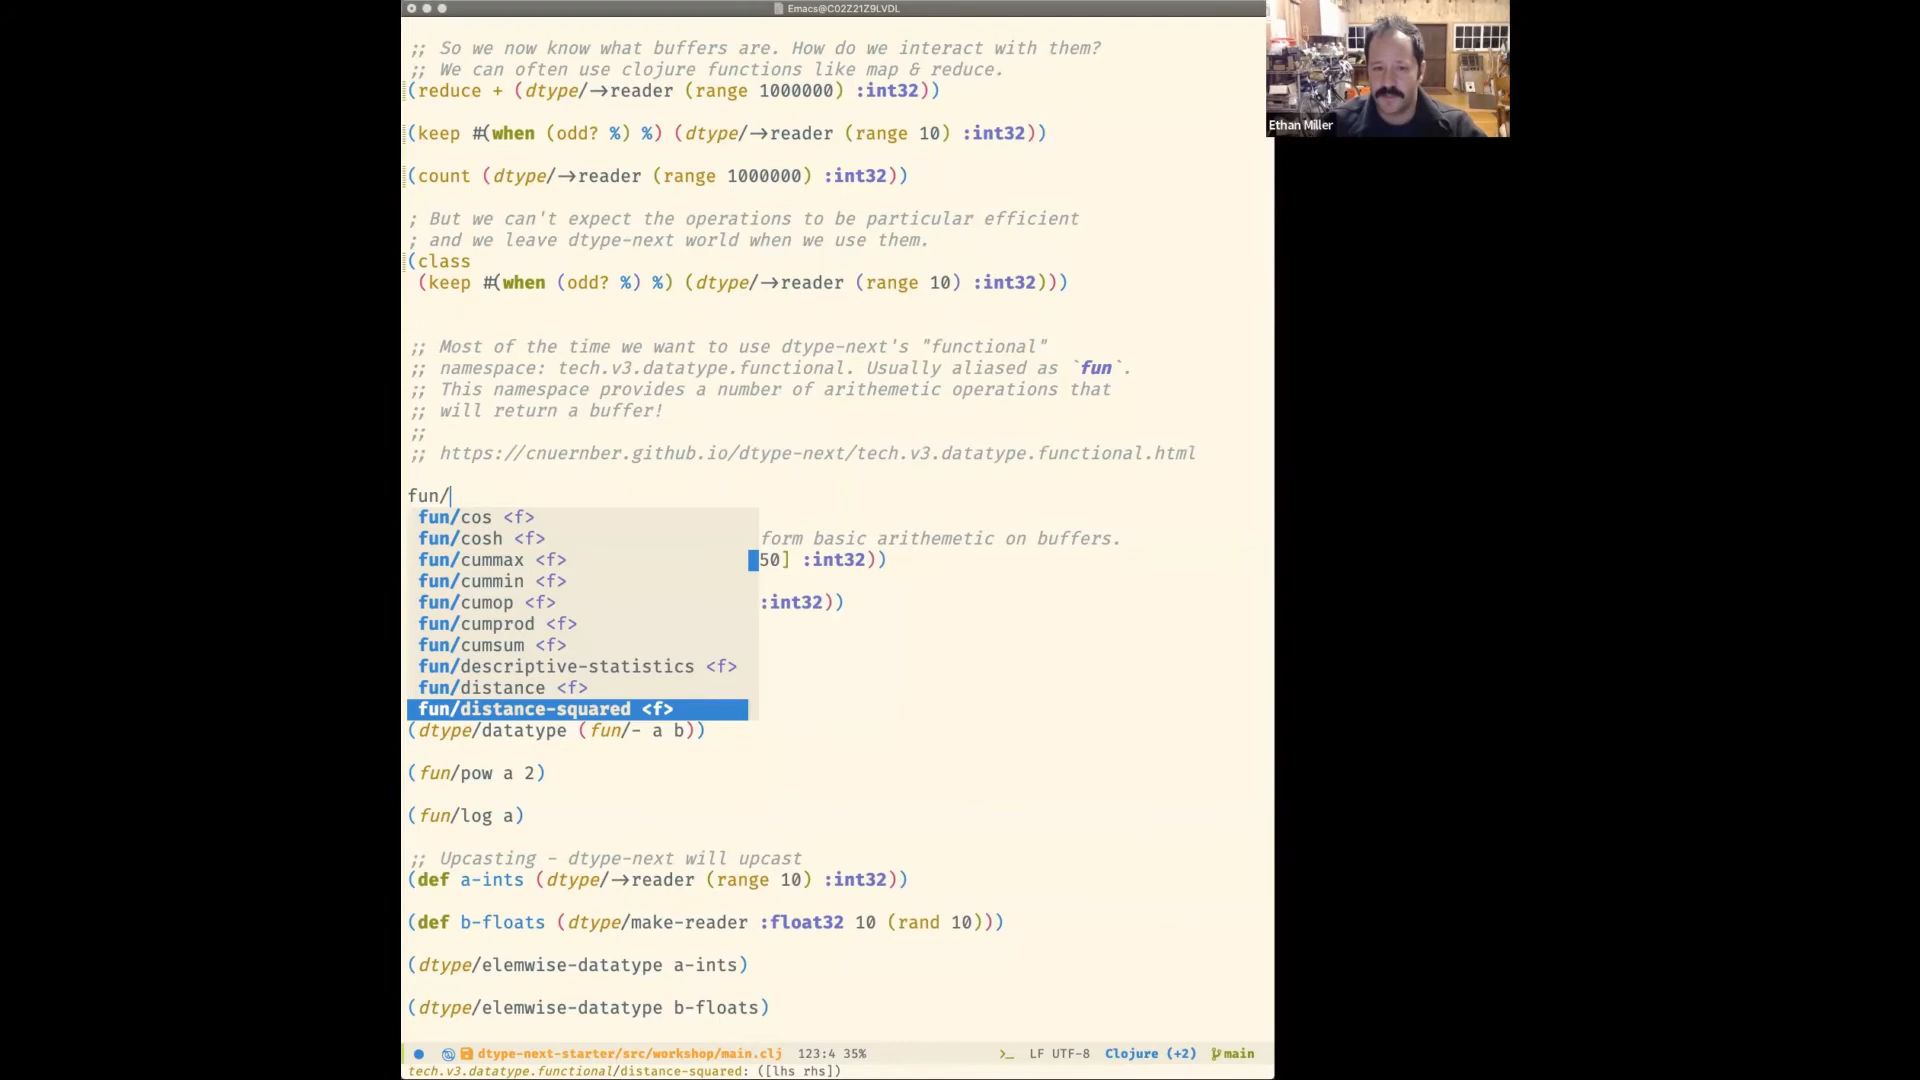 Emacs@C02Z21Z9LVDL
;; So we now know what buffers are. How do we interact with them?
;; We can often use clojure functions like map & reduce.
(reduce + (dtype/→reader (range 1000000) :int32))
(keep #(when (odd? %) %) (dtype/→reader (range 10) :int32))
(count (dtype/→reader (range 1000000) :int32))
; But we can't expect the operations to be particular efficient
; and we leave dtype-next world when we use them.
(class
(keep #(when (odd? %) %) (dtype/→reader (range 10) :int32)))
;; Most of the time we want to use dtype-next's "functional"
;; namespace: tech.v3.datatype.functional. Usually aliased as `fun`.
;; This namespace provides a number of arithemetic operations that
;; will return a buffer!
;;
;; https://cnuernber.github.io/dtype-next/tech.v3.datatype.functional.html
fun/
fun/cos <f>
fun/cosh <f> form basic arithemetic on buffers.
fun/cummax <f> 50] :int32))
fun/cummin <f>
fun/cumop <f> :int32))
fun/cumprod <f>
fun/cumsum <f>
fun/descriptive-statistics <f>
fun/distance <f>
fun/distance-squared <f>
(dtype/datatype (fun/- a b))
(fun/pow a 2)
(fun/log a)
;; Upcasting - dtype-next will upcast
(def a-ints (dtype/→reader (range 10) :int32))
(def b-floats (dtype/make-reader :float32 10 (rand 10)))
(dtype/elemwise-datatype a-ints)
(dtype/elemwise-datatype b-floats)
dtype-next-starter/src/workshop/main.clj 123:4 35% LF UTF-8 Clojure (+2) main
tech.v3.datatype.functional/distance-squared: ([lhs rhs])
Ethan Miller